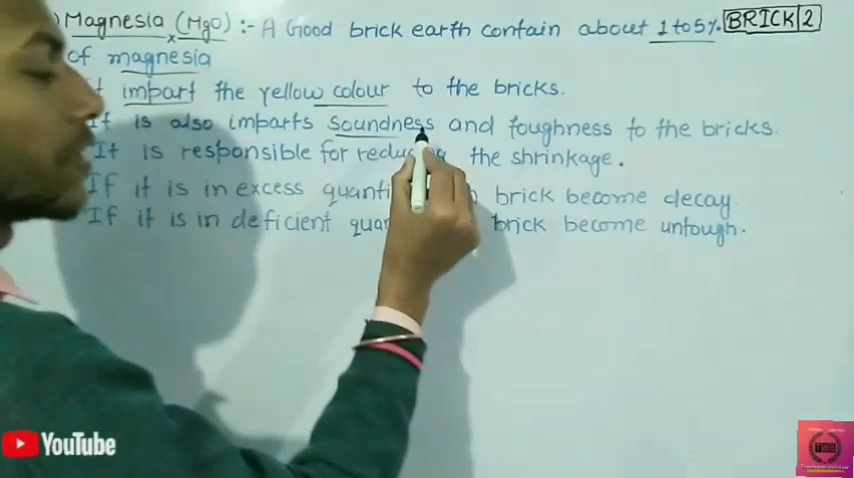 ) Magnesia (MgO) :- A Good brick earth contain about 1 to 5%. BRICK 2
of magnesia
impart the yellow colour to the bricks.
It is also imparts soundness and toughness to the bricks.
It is responsible for the shrinkage.
If it is in excess brick become decay
If it is in deficient brick become untough.
YouTube
TWB